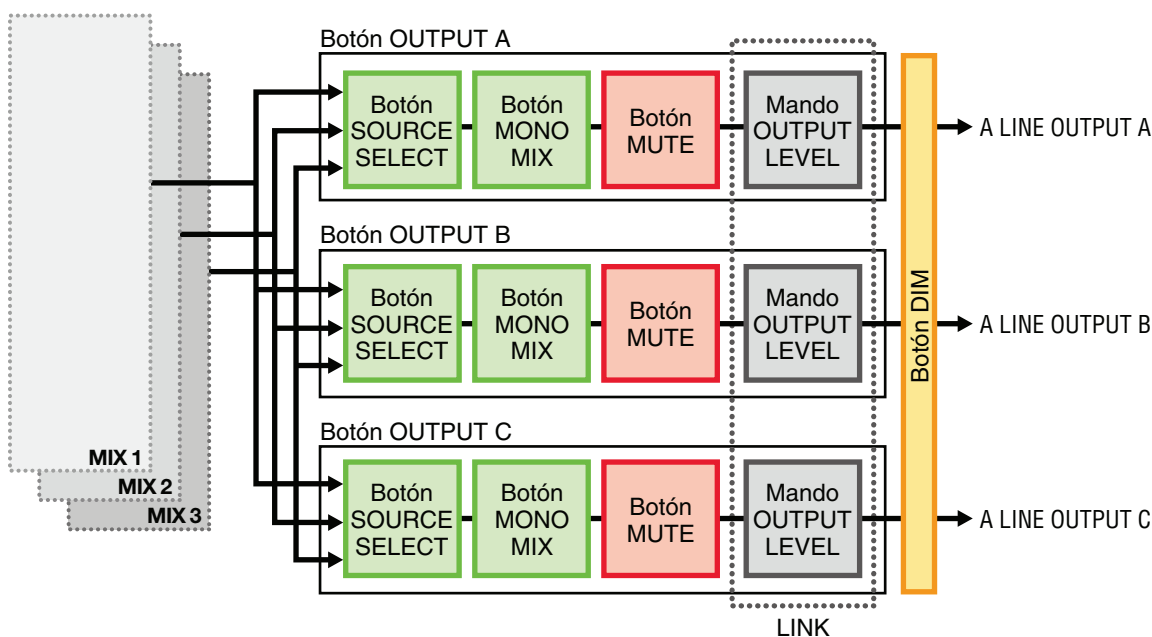 Botón OUTPUT A
Botón
SOURCE
SELECT
Botón
MONO
MIX
Botón
MUTE
Mando
OUTPUT
LEVEL
A LINE OUTPUT A
Botón OUTPUT B
Botón
SOURCE
SELECT
Botón
MONO
MIX
Botón
MUTE
Mando
OUTPUT
LEVEL
A LINE OUTPUT B
Botón DIM
Botón OUTPUT C
Botón
SOURCE
SELECT
Botón
MONO
MIX
Botón
MUTE
Mando
OUTPUT
LEVEL
A LINE OUTPUT C
MIX 1
MIX 2
MIX 3
LINK